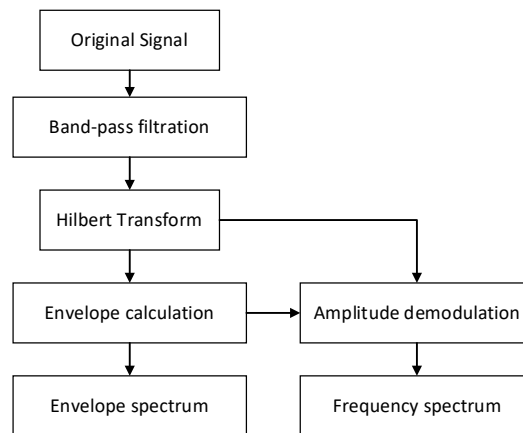 Original Signal
Band-pass filtration
Hilbert Transform
Envelope calculation
Amplitude demodulation
Envelope spectrum
Frequency spectrum